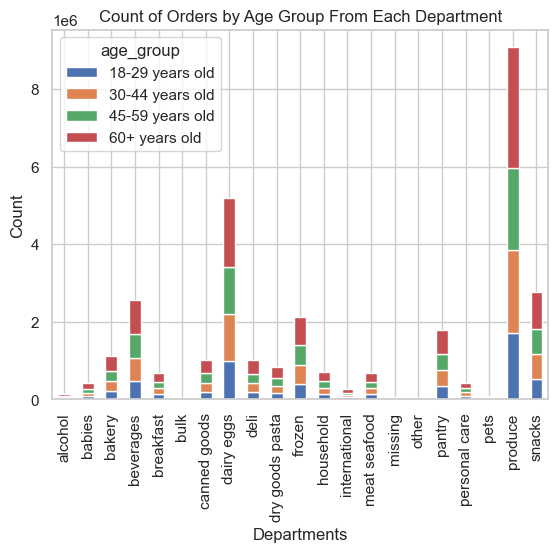 Count of Orders by Age Group From Each Department
1e6
age_group
18-29 years old
30-44 years old
45-59 years old
60+ years old
8
6
4
2
0
Count
alcohol
babies
bakery
beverages
breakfast
bulk
canned goods
dairy eggs
deli
dry goods pasta
frozen
household
international
meat seafood
missing
other
pantry
personal care
pets
produce
snacks
Departments